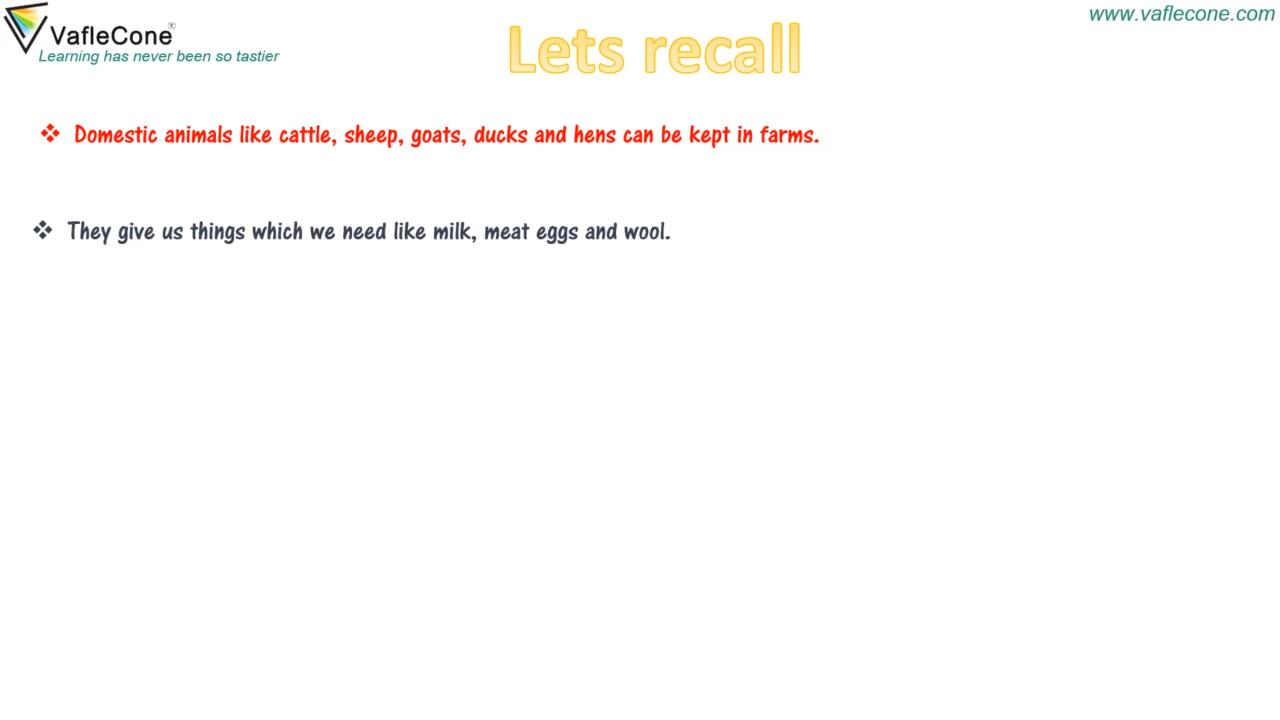 VafleCone®
Learning has never been so tastier
www.vaflecone.com
Lets recall
❖ Domestic animals like cattle, sheep, goats, ducks and hens can be kept in farms.
❖ They give us things which we need like milk, meat eggs and wool.